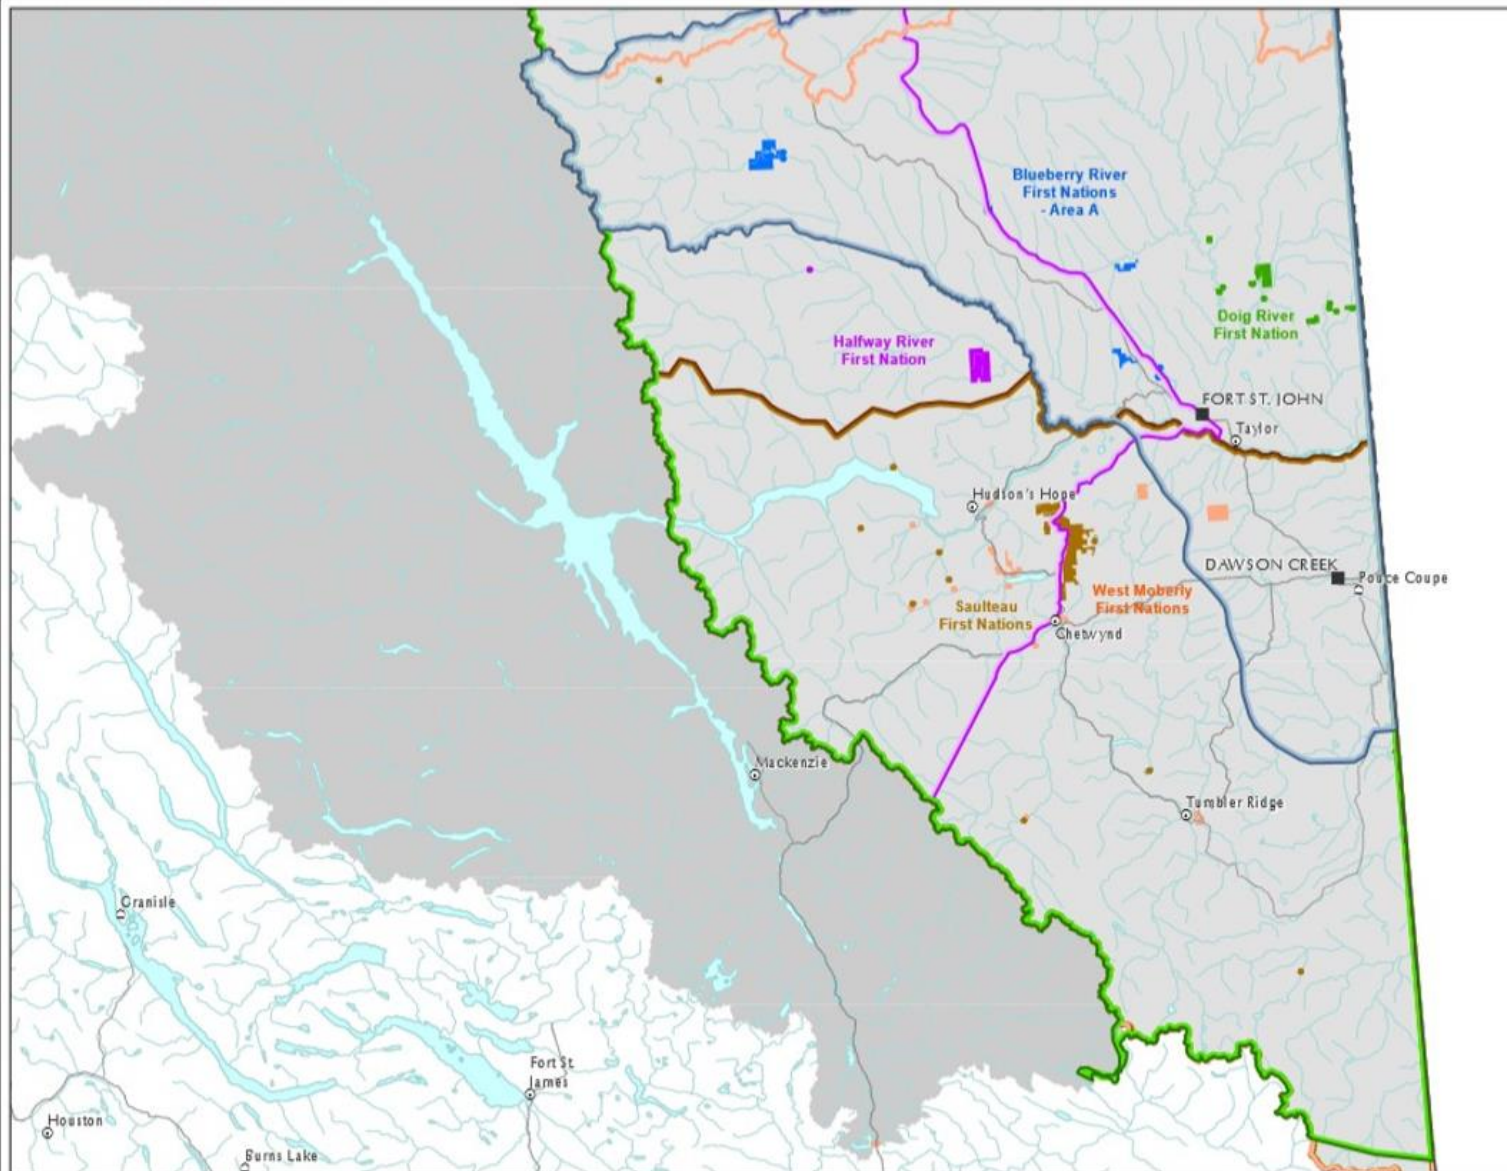 Blueberry River
First Nations
- Area A
Doig River
First Nation
Halfway River
First Nation
FORT ST. JOHN
Taylor
Hudson's Hope
DAWSON CREEK
Pouce Coupe
West Moberly
First Nations
Saulteau
First Nations
Chetwynd
Mackenzie
Tumbler Ridge
Granisle
Fort St.
James
Houston
Burns Lake